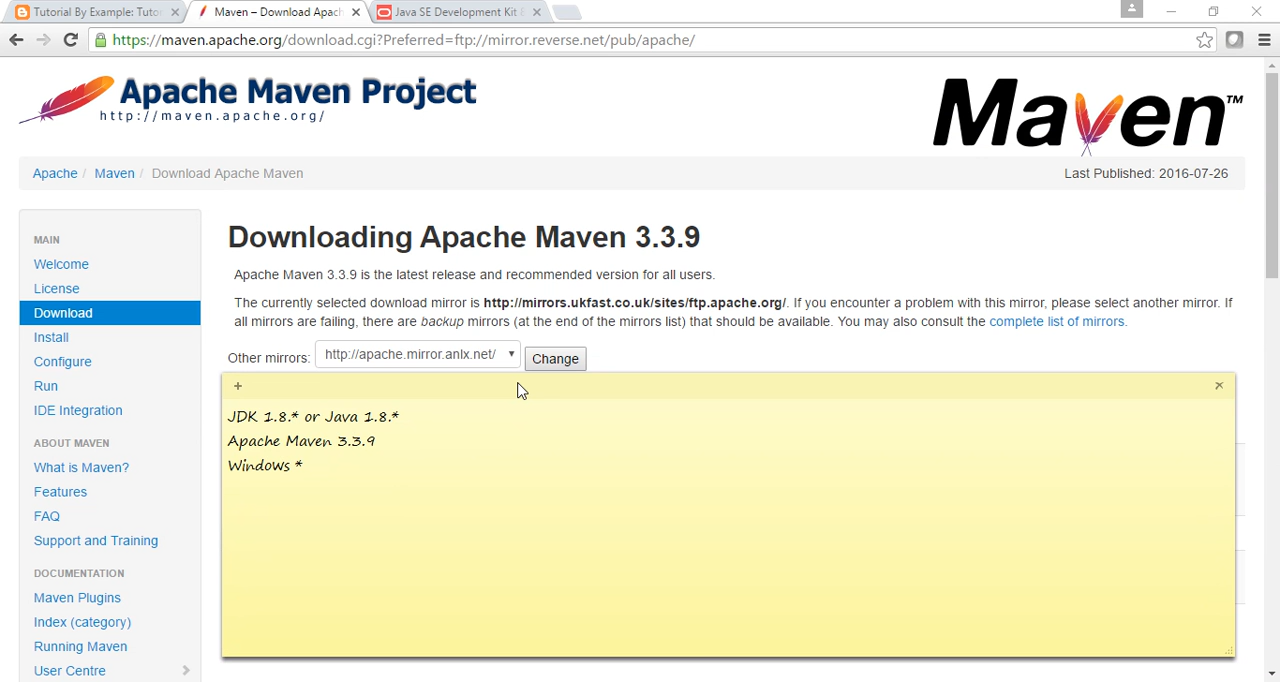 Tutorial By Example: Tutor
Maven – Download Apach
Java SE Development Kit 8
https://maven.apache.org/download.cgi?Preferred=ftp://mirror.reverse.net/pub/apache/
Apache Maven Project
http://maven.apache.org/
Maven™
Apache / Maven / Download Apache Maven
Last Published: 2016-07-26
MAIN
Welcome
License
Download
Install
Configure
Run
IDE Integration
ABOUT MAVEN
What is Maven?
Features
FAQ
Support and Training
DOCUMENTATION
Maven Plugins
Index (category)
Running Maven
User Centre
Downloading Apache Maven 3.3.9
Apache Maven 3.3.9 is the latest release and recommended version for all users.
The currently selected download mirror is http://mirrors.ukfast.co.uk/sites/ftp.apache.org/. If you encounter a problem with this mirror, please select another mirror. If
all mirrors are failing, there are backup mirrors (at the end of the mirrors list) that should be available. You may also consult the complete list of mirrors.
Other mirrors: http://apache.mirror.anlx.net/ Change
JDK 1.8.* or Java 1.8.*
Apache Maven 3.3.9
Windows *